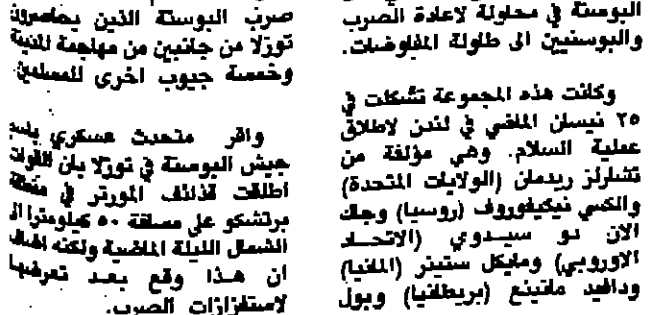 البوسنة في محاولة لاعادة الصرب
والبوسنيين الى طاولة المفاوضات.
وكانت هذه المجموعة تشكلت في
٢٥ نيسان الماضي في لندن لاطلاق
عملية السلام. وهي مؤلفة من
تشارلز ريدمان (الولايات المتحدة)
والكسي نيكيفوروف (روسيا) وجاك
الان دو سيدوي (الاتحاد
الاوروبي) ومايكل ستينر (المانيا)
ودافيد مانينغ (بريطانيا) وبول
صرب البوسنة الذين يحاصرون
توزلا من جانبين من مهاجمة المدينة
وخمسة جيوب اخرى للمسلمين
واقر متحدث عسكري باسم
جيش البوسنة في توزلا بان القوات
اطلقت قذائف المورتر في منطقة
برتشكو على مسافة ٥٠ كيلومترا الى
الشمال الليلة الماضية ولكنه اضاف
ان هذا وقع بعد تعرضها
لاستفزازات الصرب.